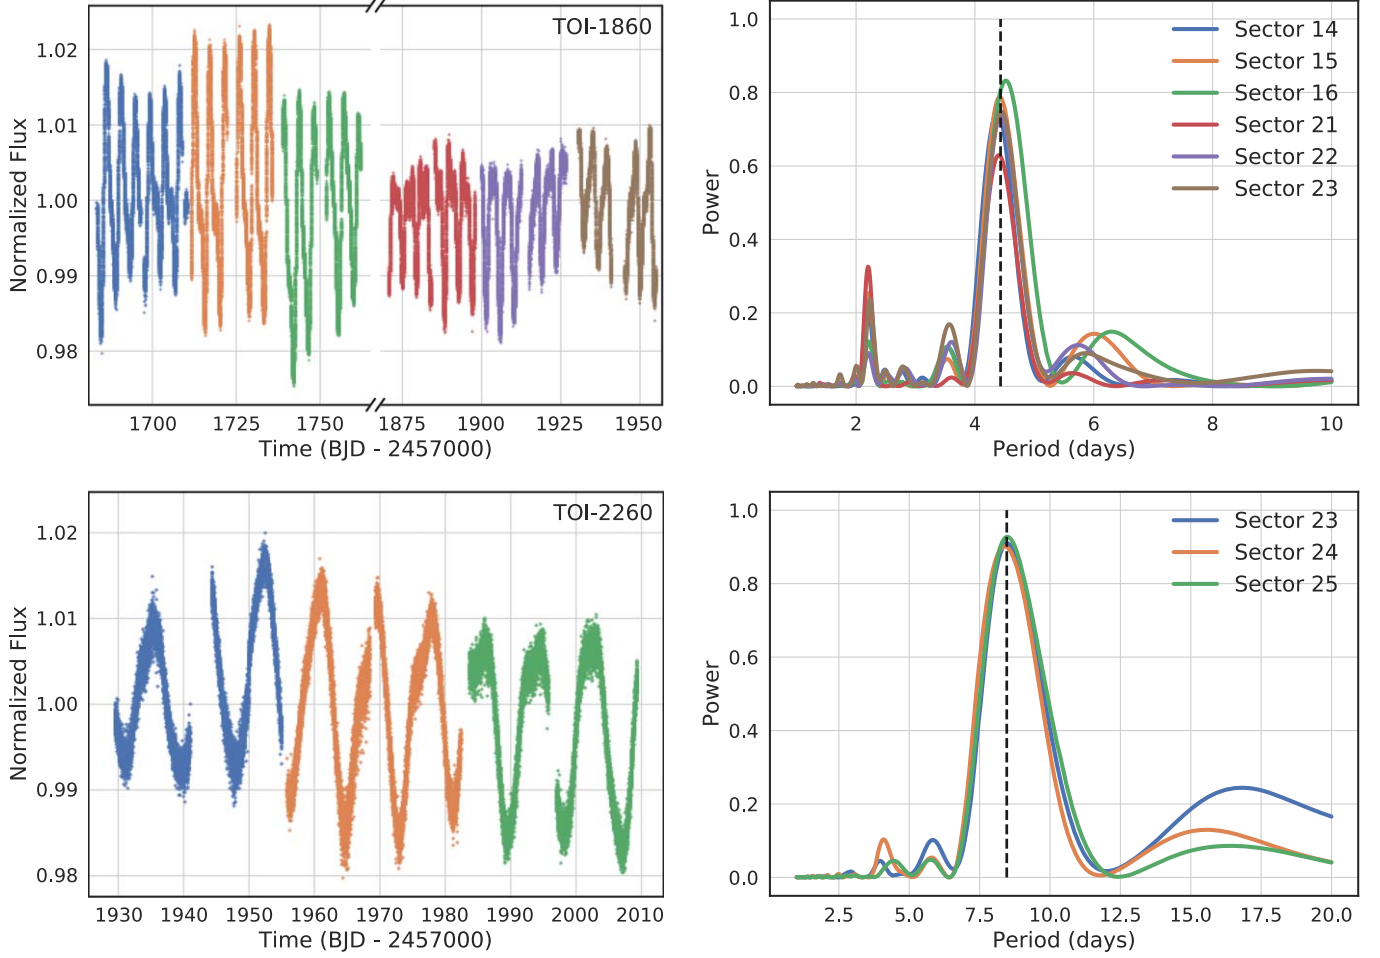 TOI-1860
1.02
1.01
1.00
0.99
0.98
Normalized Flux
1700 1725 1750 1875 1900 1925 1950
Time (BJD - 2457000)
1.0
0.8
0.6
0.4
0.2
0.0
Power
Sector 14
Sector 15
Sector 16
Sector 21
Sector 22
Sector 23
2 4 6 8 10
Period (days)
TOI-2260
1.02
1.01
1.00
0.99
0.98
Normalized Flux
1930 1940 1950 1960 1970 1980 1990 2000 2010
Time (BJD - 2457000)
1.0
0.8
0.6
0.4
0.2
0.0
Power
Sector 23
Sector 24
Sector 25
2.5 5.0 7.5 10.0 12.5 15.0 17.5 20.0
Period (days)